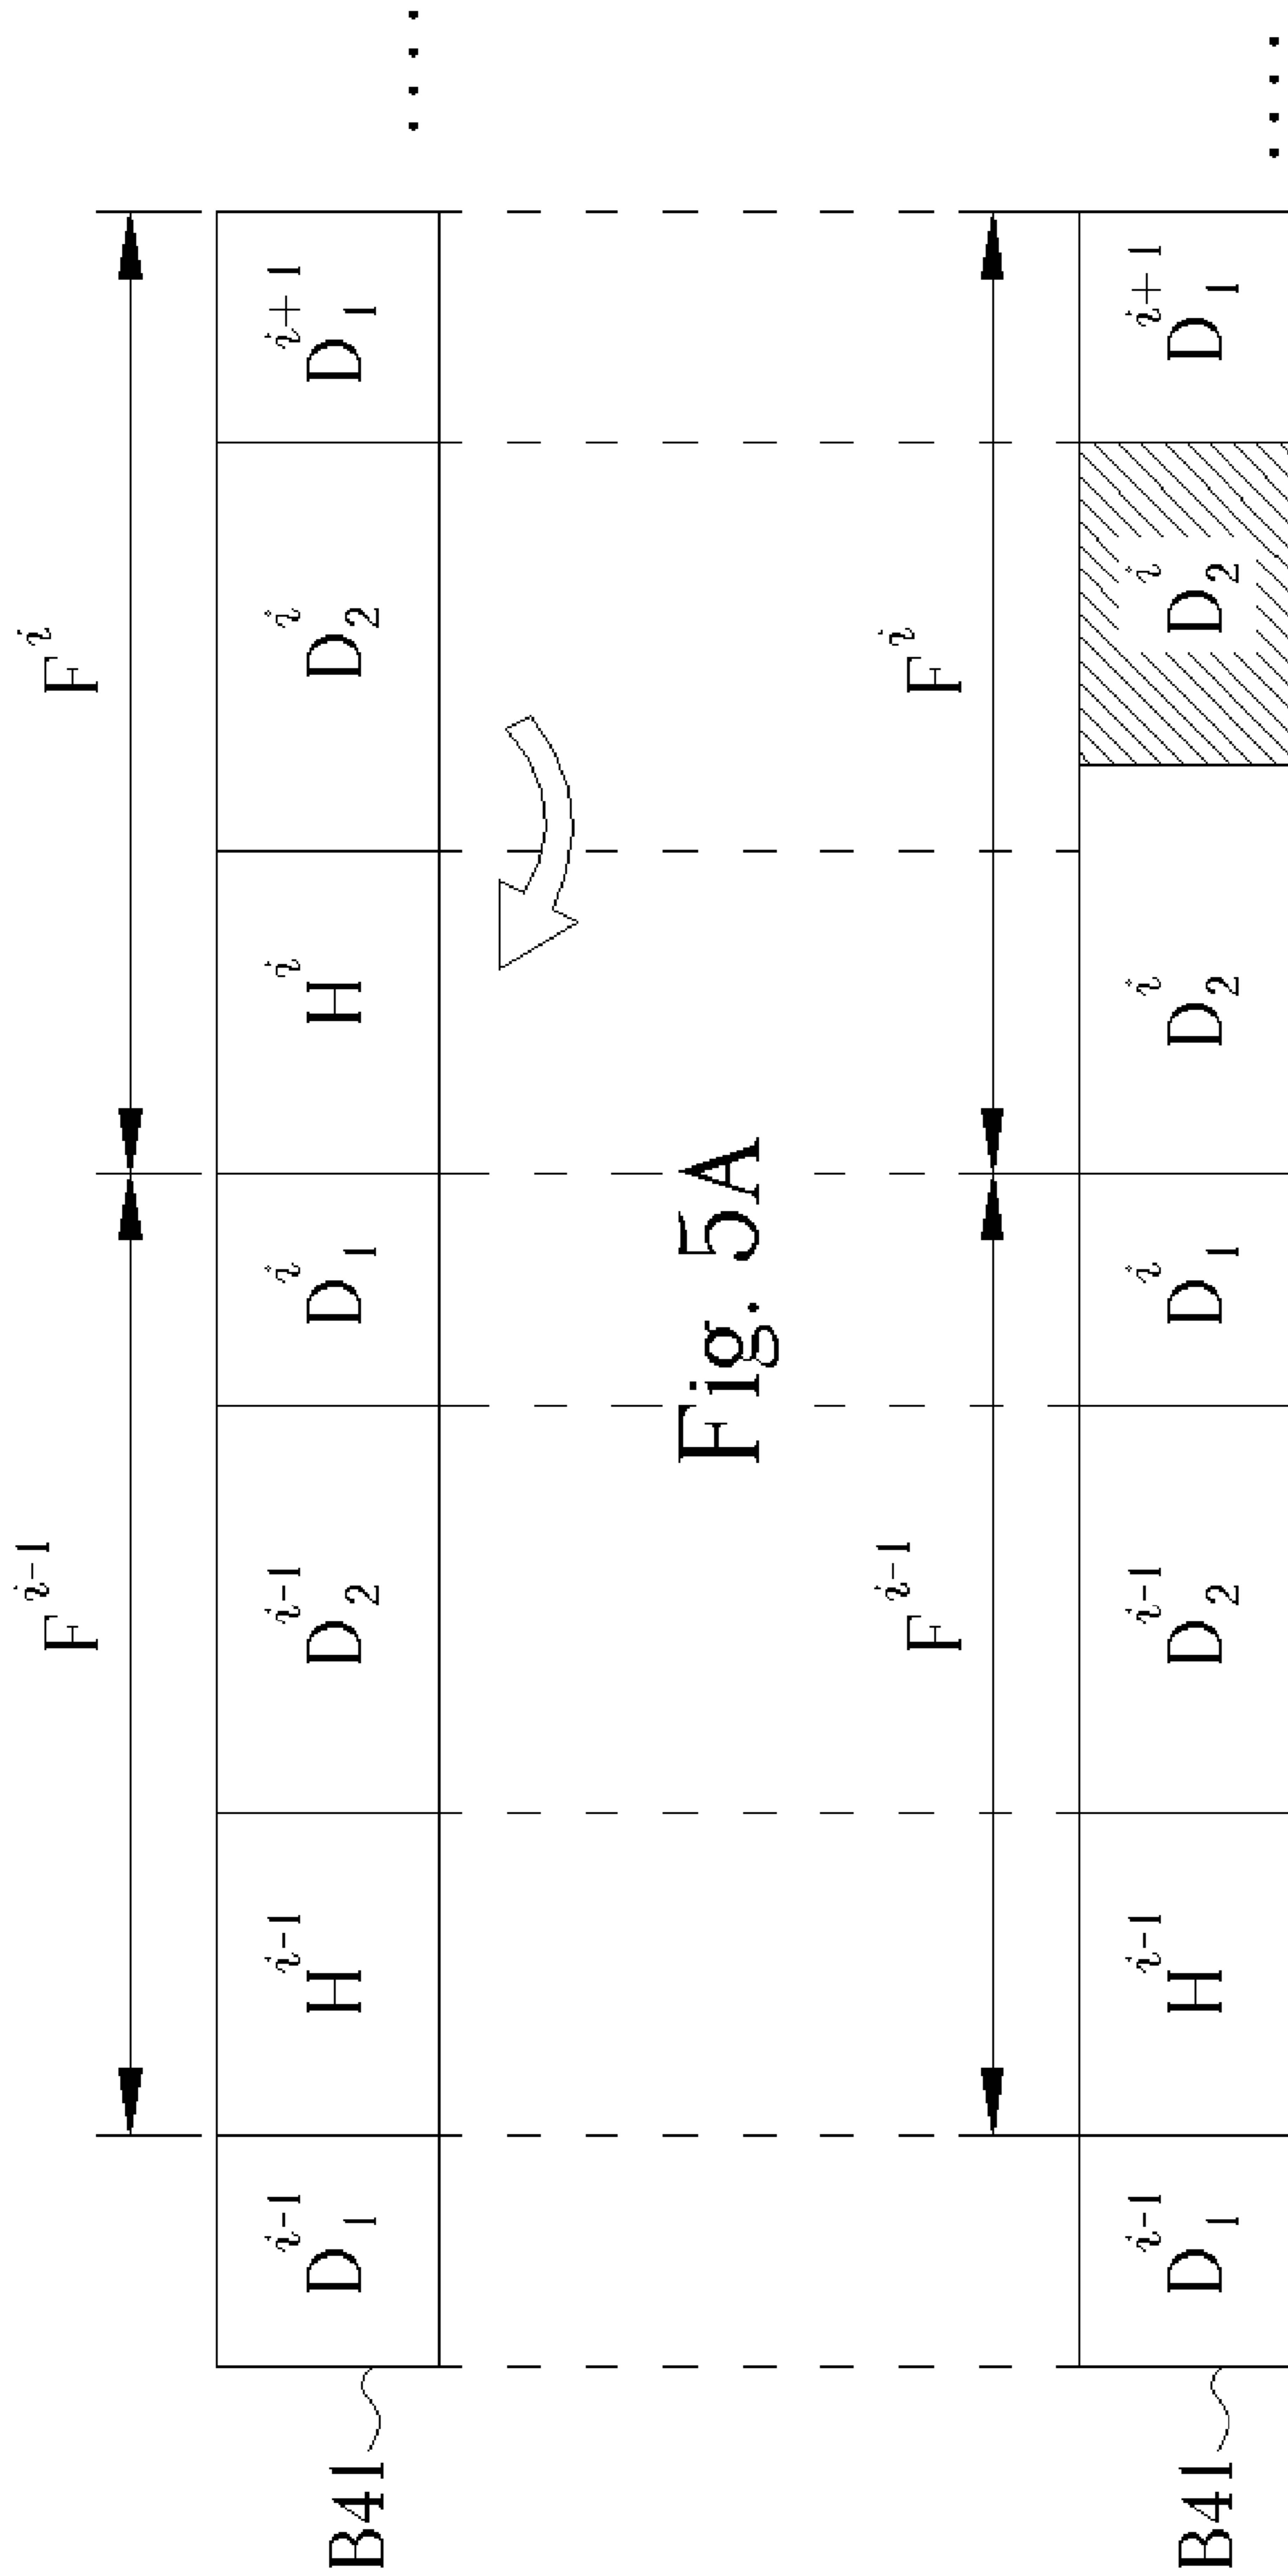 F^{i-1} F^i
B41 D_1^{i-1} H^{i-1} D_2^{i-1} D_1^i H^i D_2^i D_1^{i+1} ....
Fig. 5A
F^{i-1} F^i
B41 D_1^{i-1} H^{i-1} D_2^{i-1} D_1^i D_2^i D_2^i D_1^{i+1} ....